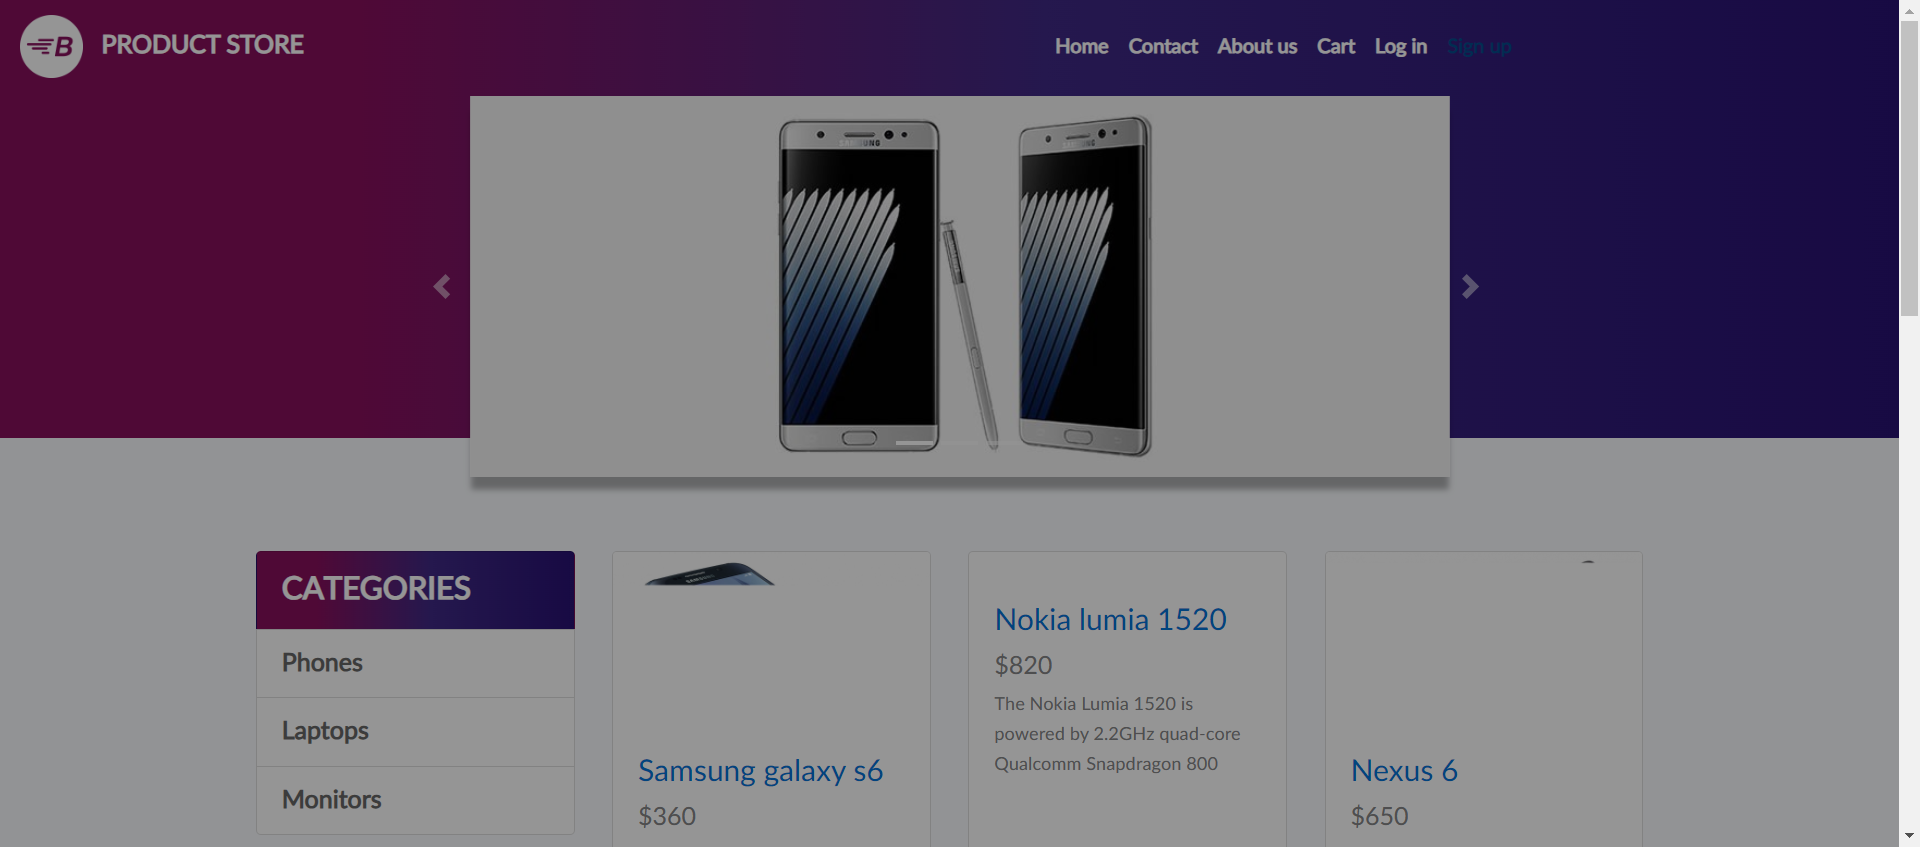 B PRODUCT STORE
Home Contact About us Cart Log in Sign up
SAMSUNG
CATEGORIES
Phones
Laptops
Monitors
SAMSUNG
Samsung galaxy s6
$360
Nokia lumia 1520
$820
The Nokia Lumia 1520 is
powered by 2.2GHz quad-core
Qualcomm Snapdragon 800
Nexus 6
$650